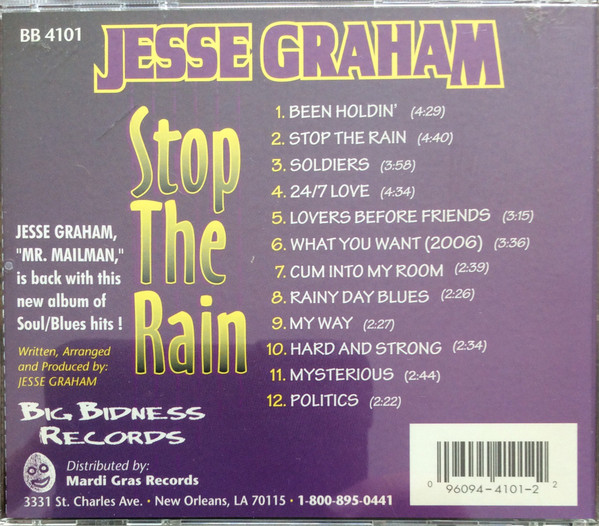 BB 4101
JESSE GRAHAM
Stop
The
Rain
1. BEEN HOLDIN' (4:29)
2. STOP THE RAIN (4:40)
3. SOLDIERS (3:58)
4. 24/7 LOVE (4:34)
5. LOVERS BEFORE FRIENDS (3:15)
6. WHAT YOU WANT (2006) (3:36)
7. CUM INTO MY ROOM (2:39)
8. RAINY DAY BLUES (2:26)
9. MY WAY (2:27)
10. HARD AND STRONG (2:34)
11. MYSTERIOUS (2:44)
12. POLITICS (2:22)
JESSE GRAHAM,
"MR. MAILMAN,"
is back with this
new album of
Soul/Blues hits !
Written, Arranged
and Produced by:
JESSE GRAHAM
BIG BIDNESS
RECORDS
Distributed by:
Mardi Gras Records
3331 St. Charles Ave. • New Orleans, LA 70115 • 1-800-895-0441
0 96094-4101-2 2